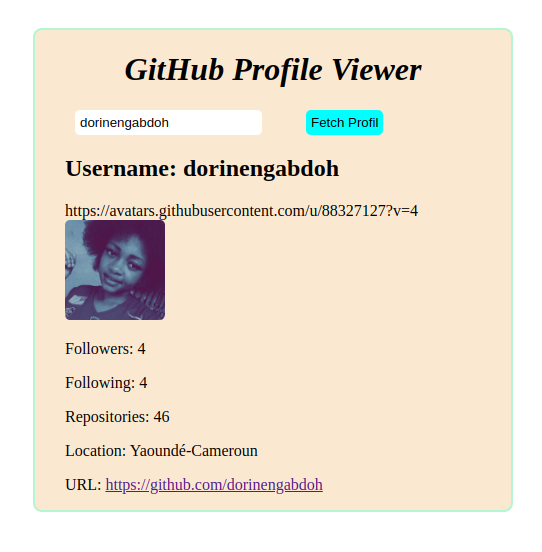 GitHub Profile Viewer
dorinengabdoh Fetch Profil
Username: dorinengabdoh
https://avatars.githubusercontent.com/u/88327127?v=4
Followers: 4
Following: 4
Repositories: 46
Location: Yaoundé-Cameroun
URL: https://github.com/dorinengabdoh